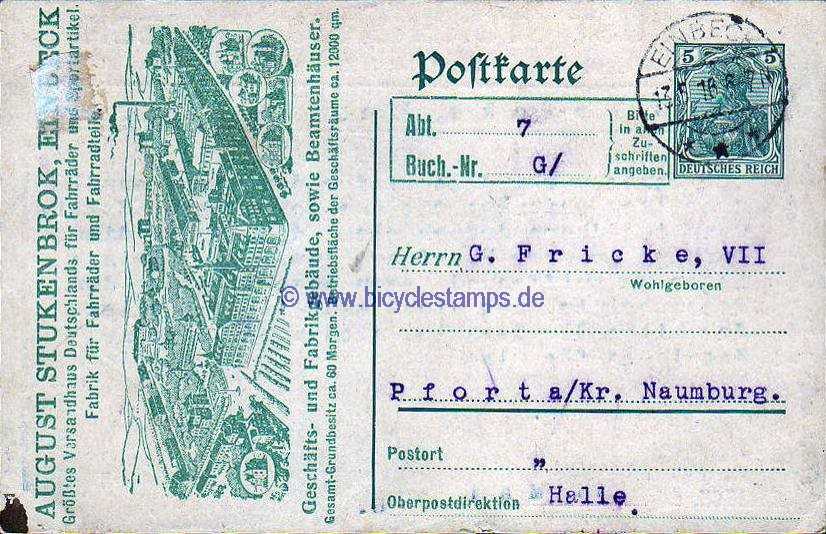 AUGUST STUKENBROK, EINBECK
Größtes Versandhaus Deutschlands für Fahrräder und Sportartikel.
Fabrik für Fahrräder und Fahrradteile.
Geschäfts- und Fabrikgebäude, sowie Beamtenhäuser.
Gesamt-Grundbesitz ca. 60 Morgen. Betriebsfläche der Geschäftsräume ca. 12000 qm.
Postkarte
EINBECK
5 5
DEUTSCHES REICH
Abt. 7
Buch.-Nr. G/
Bitte
in allen
Zu-
schriften
angeben.
Herrn G. Fricke, VII
Wohlgeboren
© www.bicyclestamps.de
Pforta/Kr. Naumburg.
Postort „
Oberpostdirektion Halle.